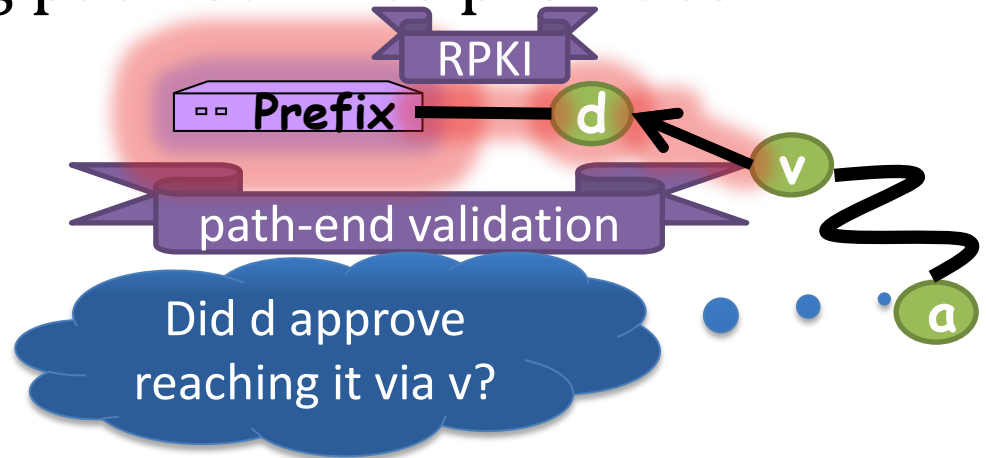 RPKI
Prefix
d
v
path-end validation
Did d approve
reaching it via v?
a